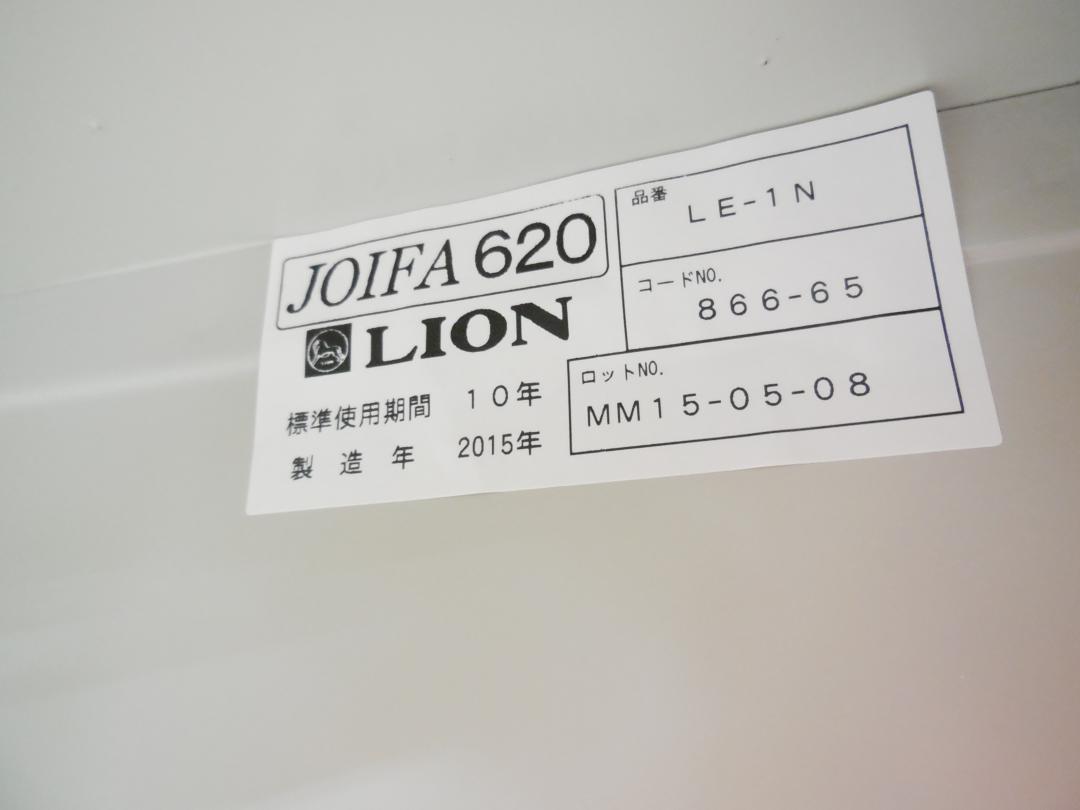 JOIFA 620
LION
標準使用期間 10年
製造年 2015年
品番
LE-1N
コードNO.
866-65
ロットNO.
MM15-05-08